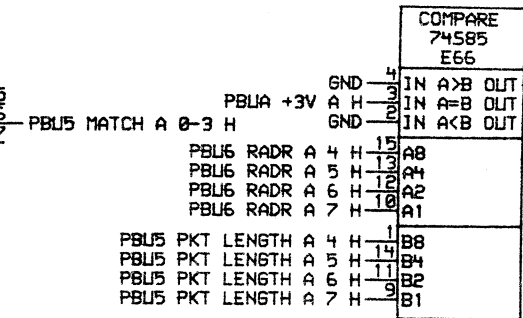 COMPARE
74S85
E66
GND 4 IN A>B OUT
PBUA +3V A H 3 IN A=B OUT
GND 2 IN A<B OUT
PBU5 MATCH A 0-3 H
PBU6 RADR A 4 H 15 A8
PBU6 RADR A 5 H 13 A4
PBU6 RADR A 6 H 12 A2
PBU6 RADR A 7 H 10 A1
PBU5 PKT LENGTH A 4 H 1 B8
PBU5 PKT LENGTH A 5 H 14 B4
PBU5 PKT LENGTH A 6 H 11 B2
PBU5 PKT LENGTH A 7 H 9 B1